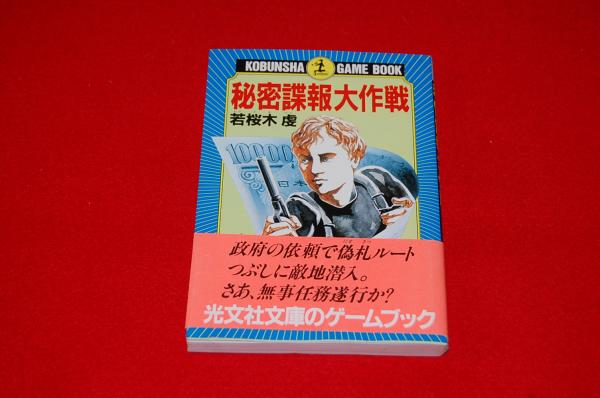 KOBUNSHA GAME BOOK
秘密諜報大作戦
若桜木 虔
10000
日本
政府の依頼で偽札ルート
つぶしに敵地潜入。
さあ、無事任務遂行か?
光文社文庫のゲームブック